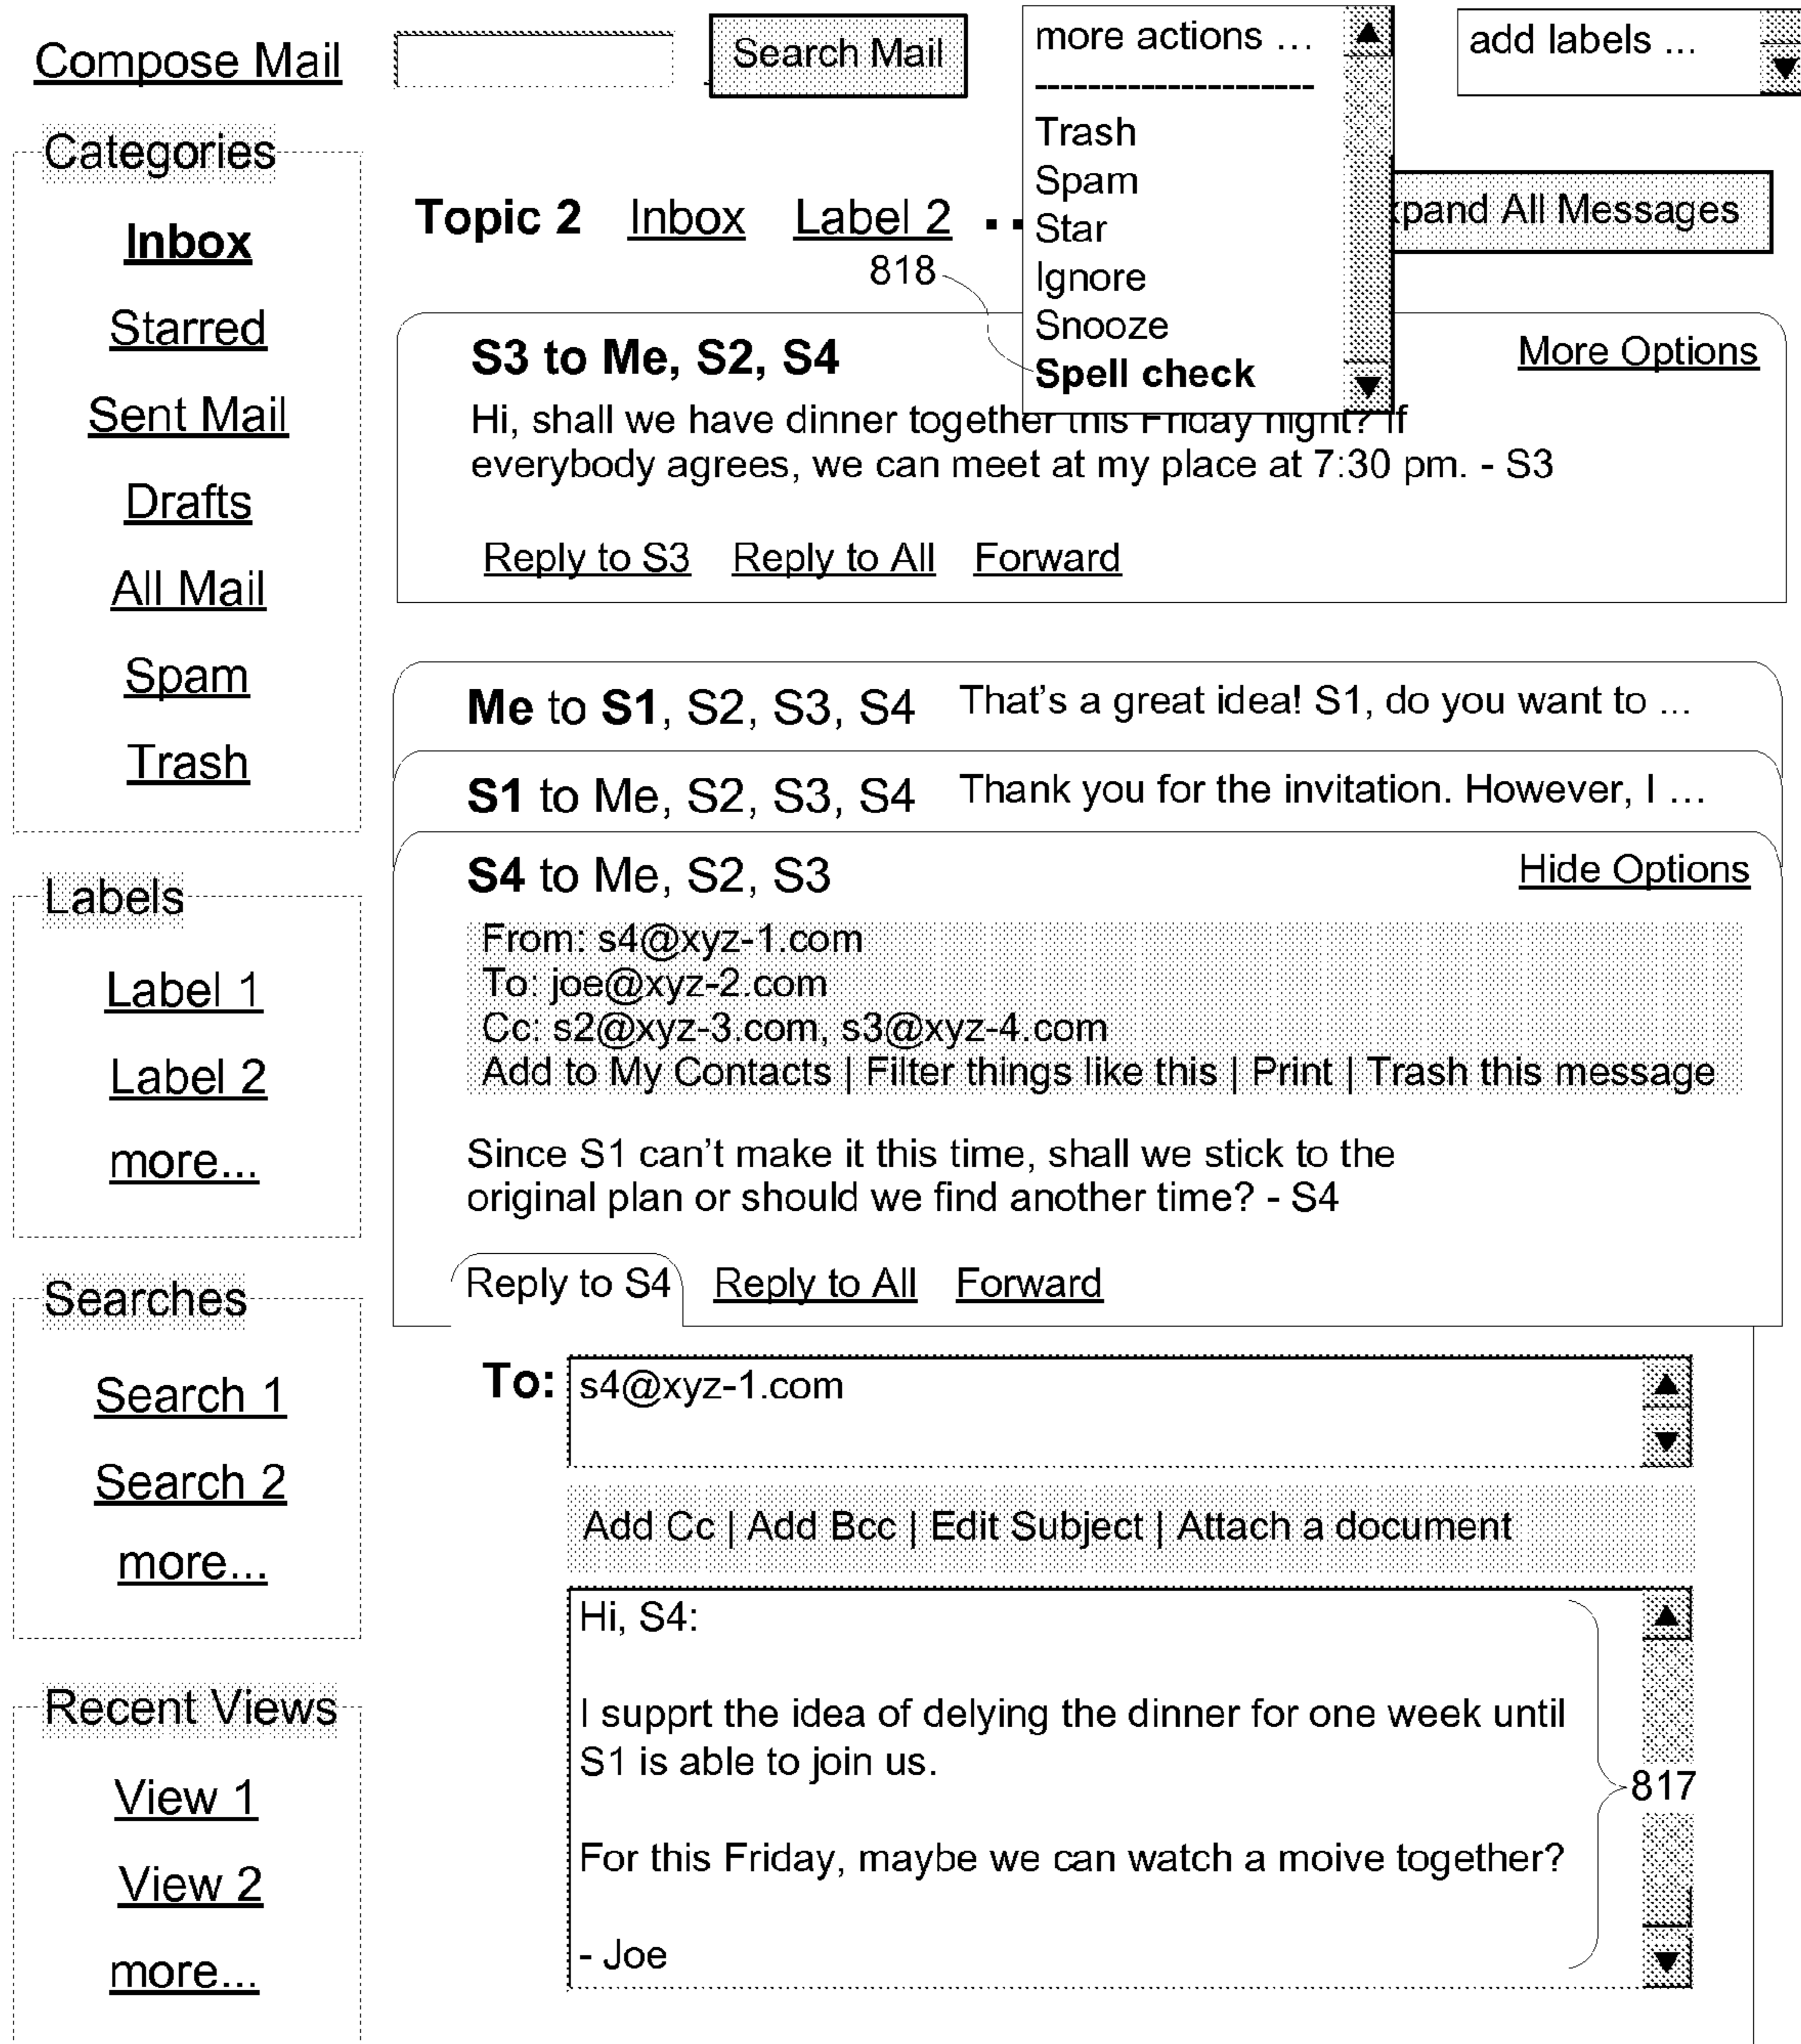 Compose Mail
Search Mail
more actions ...
--------------------
Trash
Spam
Star
Ignore
Snooze
Spell check
add labels ...
Categories
Inbox
Starred
Sent Mail
Drafts
All Mail
Spam
Trash
Labels
Label 1
Label 2
more...
Searches
Search 1
Search 2
more...
Recent Views
View 1
View 2
more...
Topic 2 Inbox Label 2
pand All Messages
818
S3 to Me, S2, S4 More Options
Hi, shall we have dinner together this Friday night? If
everybody agrees, we can meet at my place at 7:30 pm. - S3
Reply to S3 Reply to All Forward
Me to S1, S2, S3, S4 That's a great idea! S1, do you want to ...
S1 to Me, S2, S3, S4 Thank you for the invitation. However, I ...
S4 to Me, S2, S3 Hide Options
From: s4@xyz-1.com
To: joe@xyz-2.com
Cc: s2@xyz-3.com, s3@xyz-4.com
Add to My Contacts | Filter things like this | Print | Trash this message
Since S1 can't make it this time, shall we stick to the
original plan or should we find another time? - S4
Reply to S4 Reply to All Forward
To: s4@xyz-1.com
Add Cc | Add Bcc | Edit Subject | Attach a document
Hi, S4:
I supprt the idea of delying the dinner for one week until
S1 is able to join us.
817
For this Friday, maybe we can watch a moive together?
- Joe